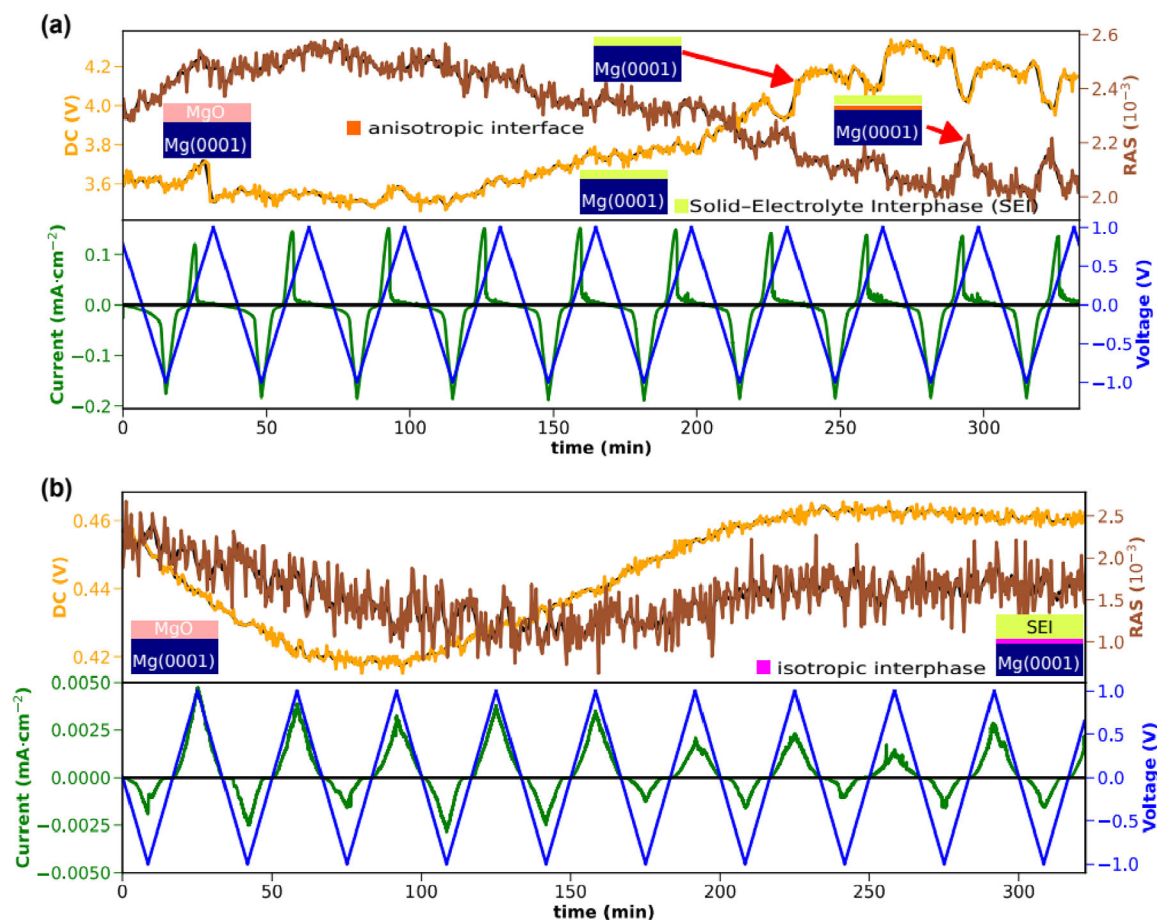 (a)
4.2
4.0
3.8
3.6
DC (V)
MgO
Mg(0001)
anisotropic interface
Mg(0001)
Mg(0001)
Mg(0001)
Solid–Electrolyte Interphase (SEI)
2.6
2.4
2.2
2.0
RAS (10⁻³)
0.1
0.0
−0.1
−0.2
Current (mA·cm⁻²)
1.0
0.5
0.0
−0.5
−1.0
Voltage (V)
0 50 100 150 200 250 300
time (min)
(b)
0.46
0.44
0.42
DC (V)
MgO
Mg(0001)
isotropic interphase
SEI
Mg(0001)
2.5
2.0
1.5
1.0
RAS (10⁻³)
0.0050
0.0025
0.0000
−0.0025
−0.0050
Current (mA·cm⁻²)
1.0
0.5
0.0
−0.5
−1.0
Voltage (V)
0 50 100 150 200 250 300
time (min)